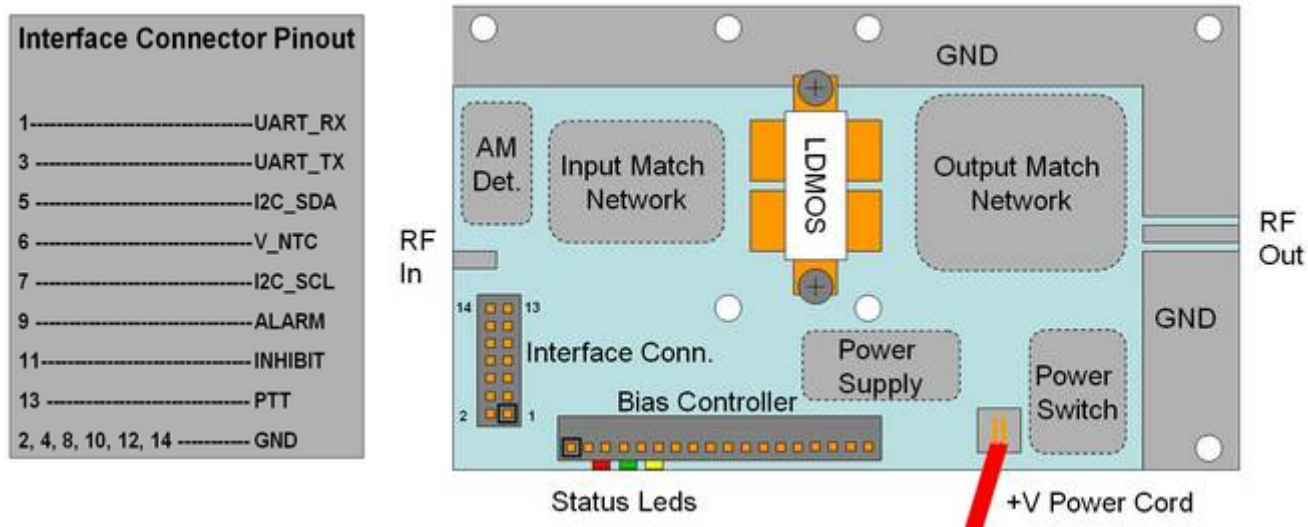 Interface Connector Pinout
1--------------------------------UART_RX
3--------------------------------UART_TX
5 -------------------------------I2C_SDA
6 -------------------------------V_NTC
7 -------------------------------I2C_SCL
9 -------------------------------ALARM
11-------------------------------INHIBIT
13 ------------------------------PTT
2, 4, 8, 10, 12, 14 ----------- GND
GND
AM
Det.
Input Match
Network
LDMOS
Output Match
Network
RF
In
RF
Out
14
13
GND
Interface Conn.
Power
Supply
Power
Switch
2
1
Bias Controller
Status Leds
+V Power Cord